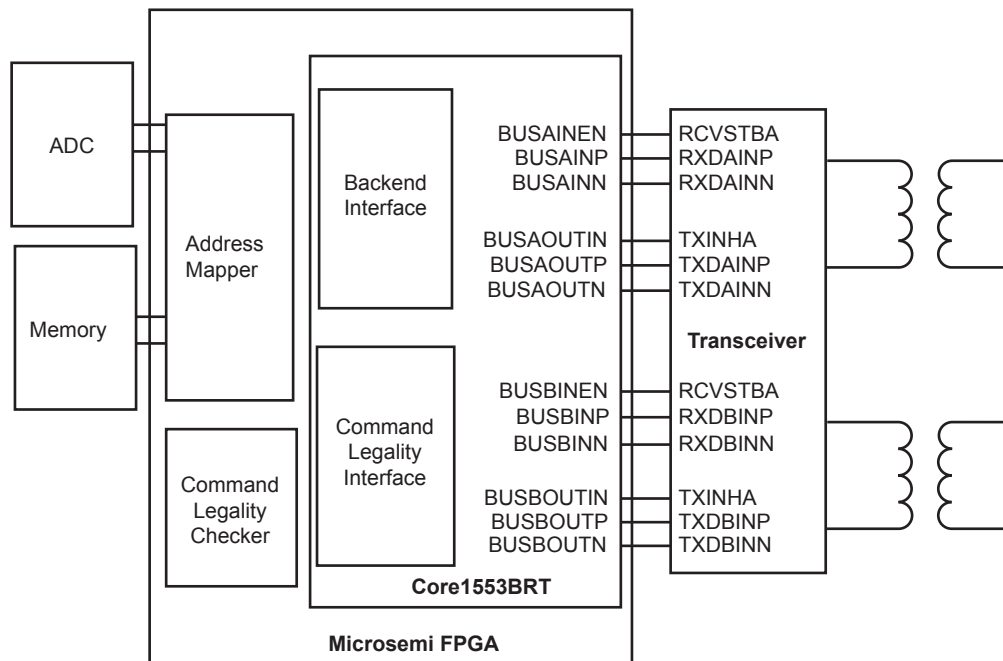 ADC
Memory
Address
Mapper
Command
Legality
Checker
Backend
Interface
Command
Legality
Interface
BUSAINEN
BUSAINP
BUSAINN
BUSAOUTIN
BUSAOUTP
BUSAOUTN
BUSBINEN
BUSBINP
BUSBINN
BUSBOUTIN
BUSBOUTP
BUSBOUTN
Core1553BRT
Microsemi FPGA
RCVSTBA
RXDAINP
RXDAINN
TXINHA
TXDAINP
TXDAINN
Transceiver
RCVSTBA
RXDBINP
RXDBINN
TXINHA
TXDBINP
TXDBINN